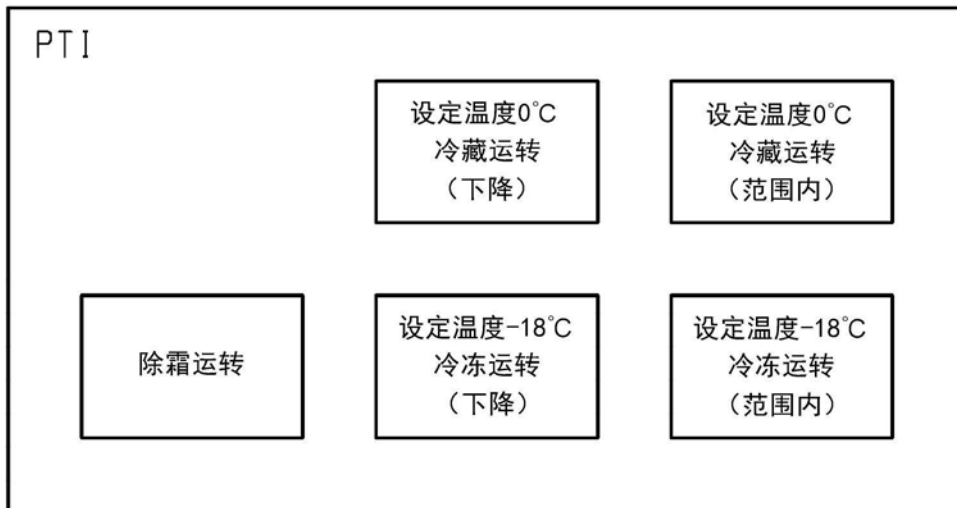 PTI
设定温度0℃
冷藏运转
（下降）
设定温度0℃
冷藏运转
（范围内）
除霜运转
设定温度-18℃
冷冻运转
（下降）
设定温度-18℃
冷冻运转
（范围内）